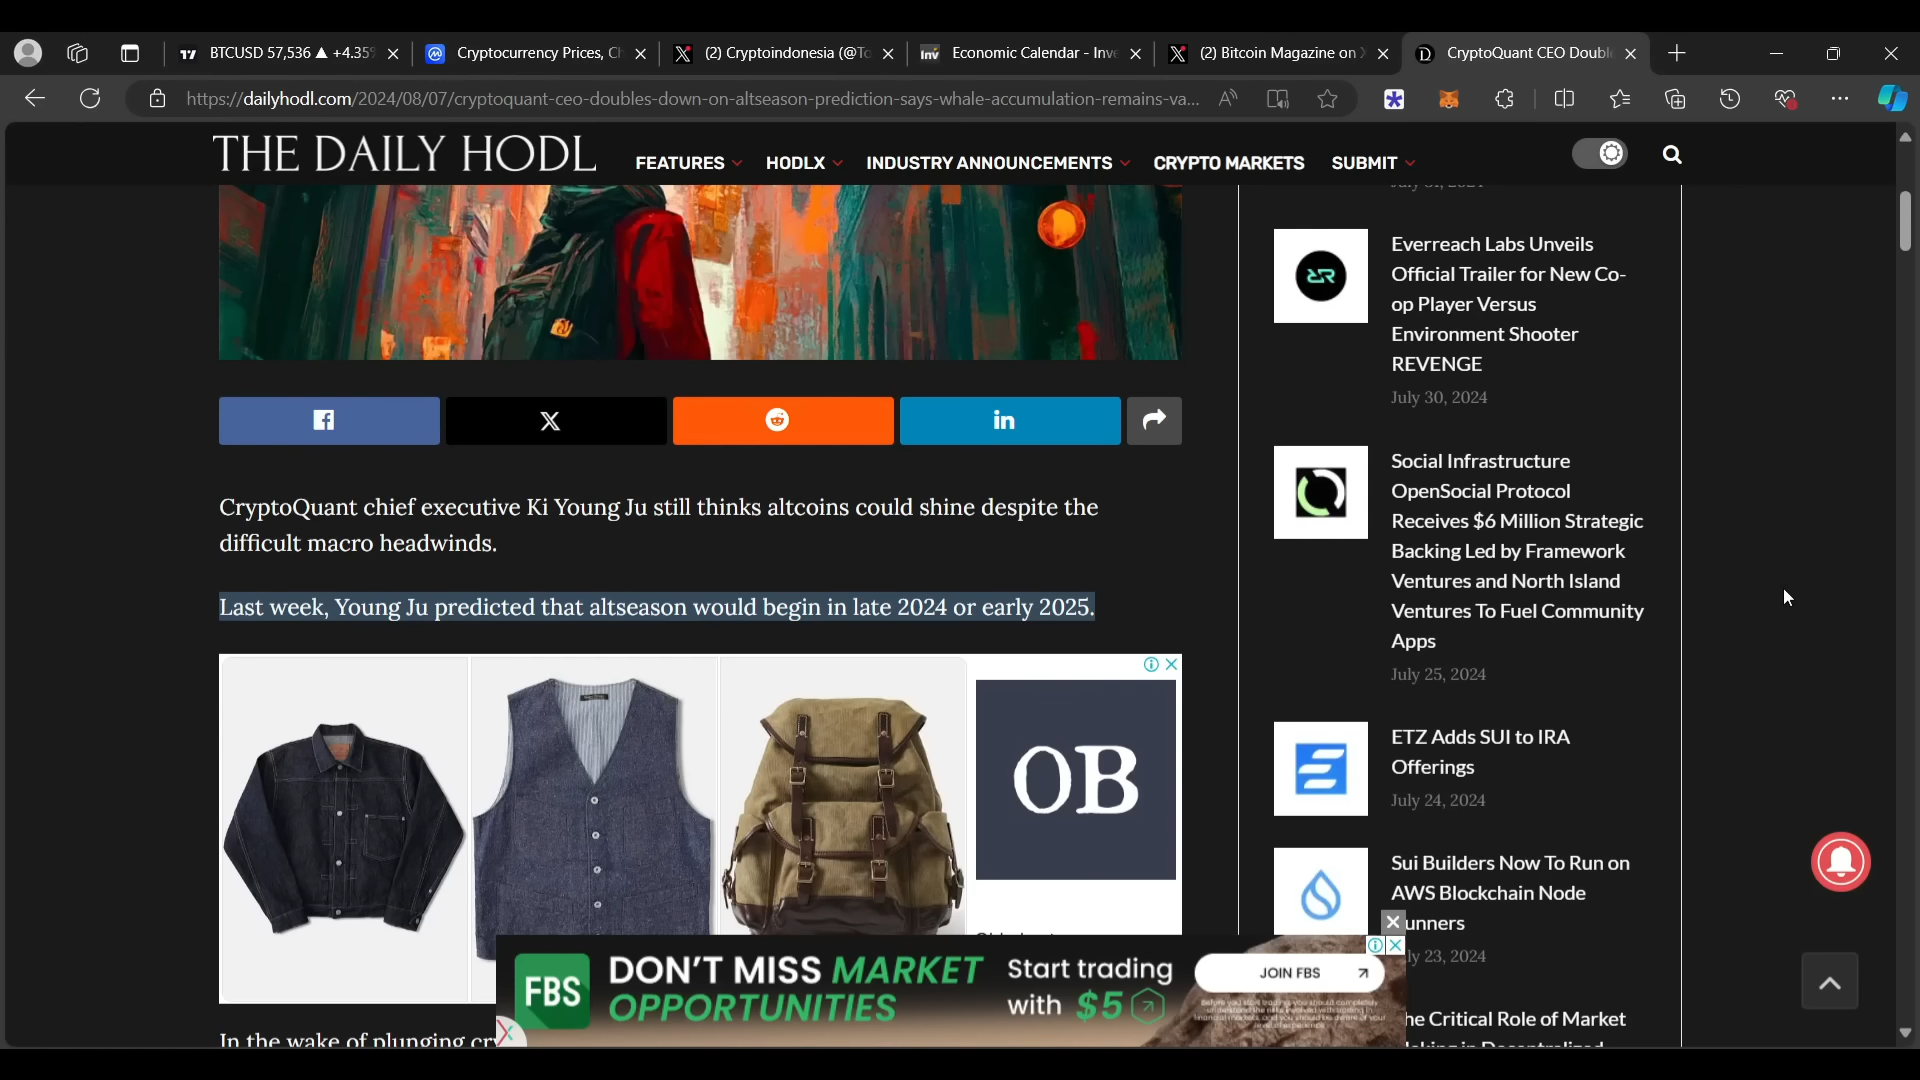 BTCUSD 57,536 ▲ +4.35%
Cryptocurrency Prices, Ch
(2) Cryptoindonesia (@To
Inv
Economic Calendar - Inve
(2) Bitcoin Magazine on X
D
CryptoQuant CEO Double
https://dailyhodl.com/2024/08/07/cryptoquant-ceo-doubles-down-on-altseason-prediction-says-whale-accumulation-remains-va...
THE DAILY HODL
FEATURES
HODLX
INDUSTRY ANNOUNCEMENTS
CRYPTO MARKETS
SUBMIT
July 31, 2024
Everreach Labs Unveils
Official Trailer for New Co-
op Player Versus
Environment Shooter
REVENGE
July 30, 2024
in
CryptoQuant chief executive Ki Young Ju still thinks altcoins could shine despite the
difficult macro headwinds.
Last week, Young Ju predicted that altseason would begin in late 2024 or early 2025.
Social Infrastructure
OpenSocial Protocol
Receives $6 Million Strategic
Backing Led by Framework
Ventures and North Island
Ventures To Fuel Community
Apps
July 25, 2024
OB
ETZ Adds SUI to IRA
Offerings
July 24, 2024
Sui Builders Now To Run on
AWS Blockchain Node
unners
ly 23, 2024
FBS
DON'T MISS MARKET
OPPORTUNITIES
Start trading
with $5
JOIN FBS
he Critical Role of Market
In the wake of plunging cry